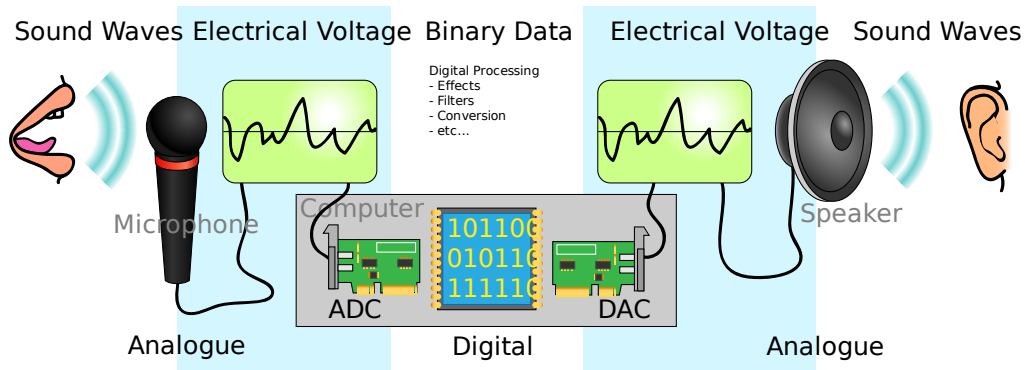 Sound Waves
Electrical Voltage
Binary Data
Electrical Voltage
Sound Waves
Digital Processing
- Effects
- Filters
- Conversion
- etc...
Microphone
Computer
Speaker
101100
010110
111110
ADC
DAC
Analogue
Digital
Analogue